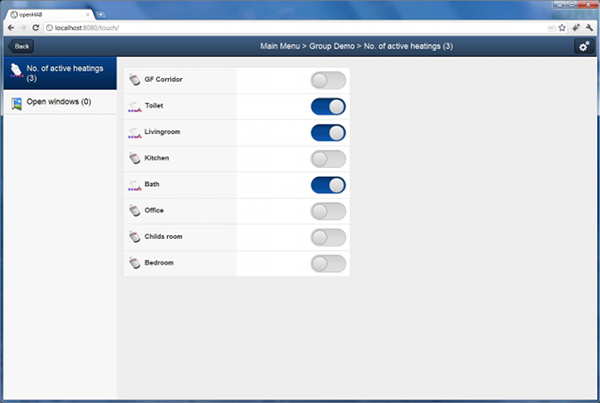 openHAB
localhost:8080/touch/
Back
Main Menu > Group Demo > No. of active heatings (3)
No. of active heatings
(3)
Open windows (0)
GF Corridor
Toilet
Livingroom
Kitchen
Bath
Office
Childs room
Bedroom